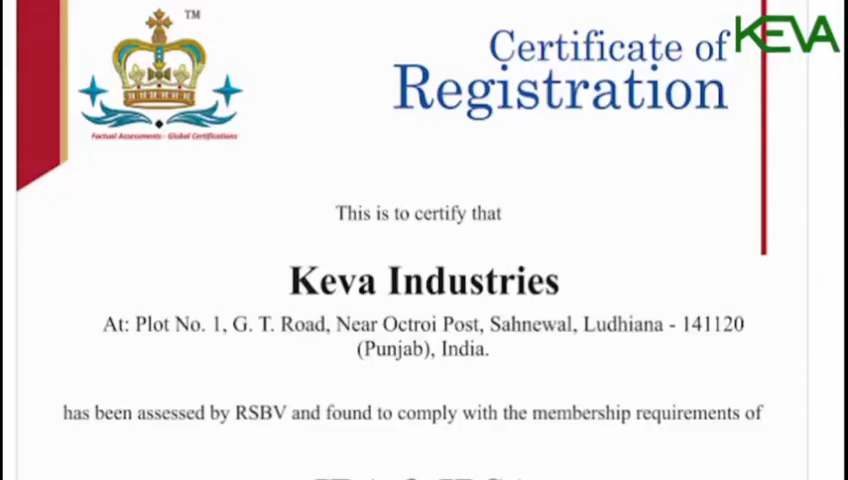 TM
Certificate of
Registration
KEVA
Factual Assessments - Global Certifications
This is to certify that
Keva Industries
At: Plot No. 1, G. T. Road, Near Octroi Post, Sahnewal, Ludhiana - 141120
(Punjab), India.
has been assessed by RSBV and found to comply with the membership requirements of